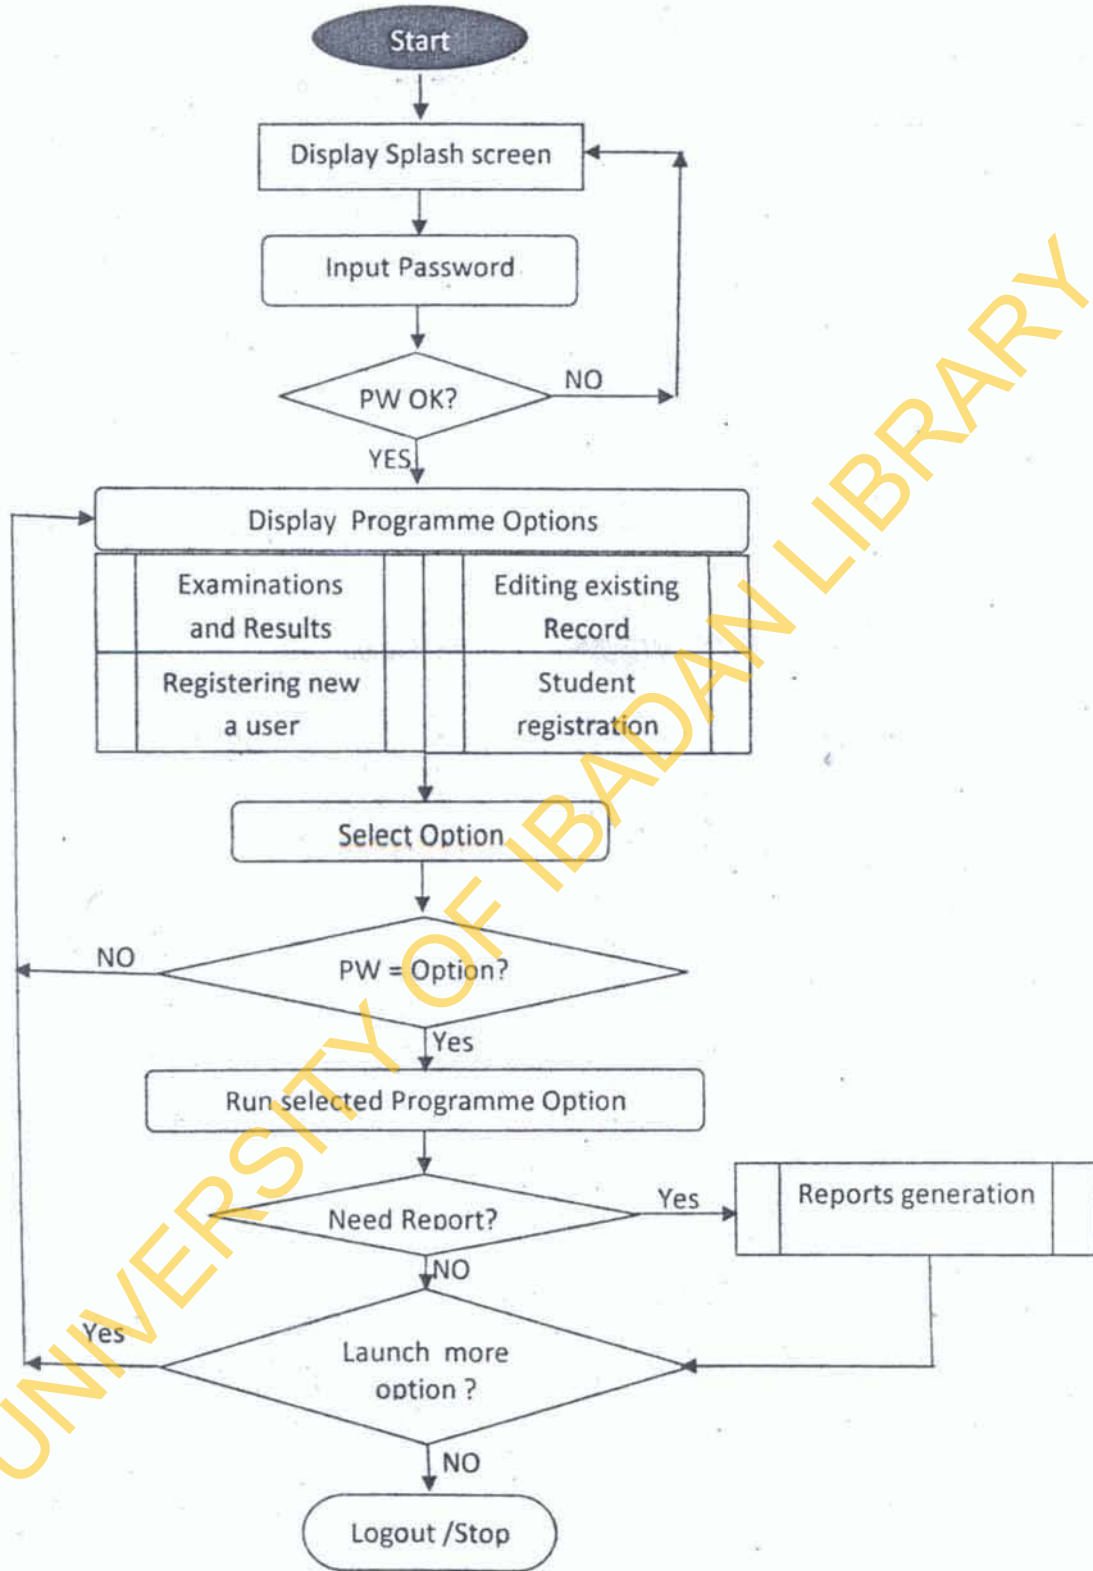 Start
Display Splash screen
Input Password
PW OK?
NO
YES
Display Programme Options
Examinations
and Results
Editing existing
Record
Registering new
a user
Student
registration
Select Option
PW = Option?
NO
Yes
Run selected Programme Option
Need Report?
Yes
Reports generation
NO
Launch more
option ?
Yes
NO
Logout /Stop
UNIVERSITY OF IBADAN LIBRARY